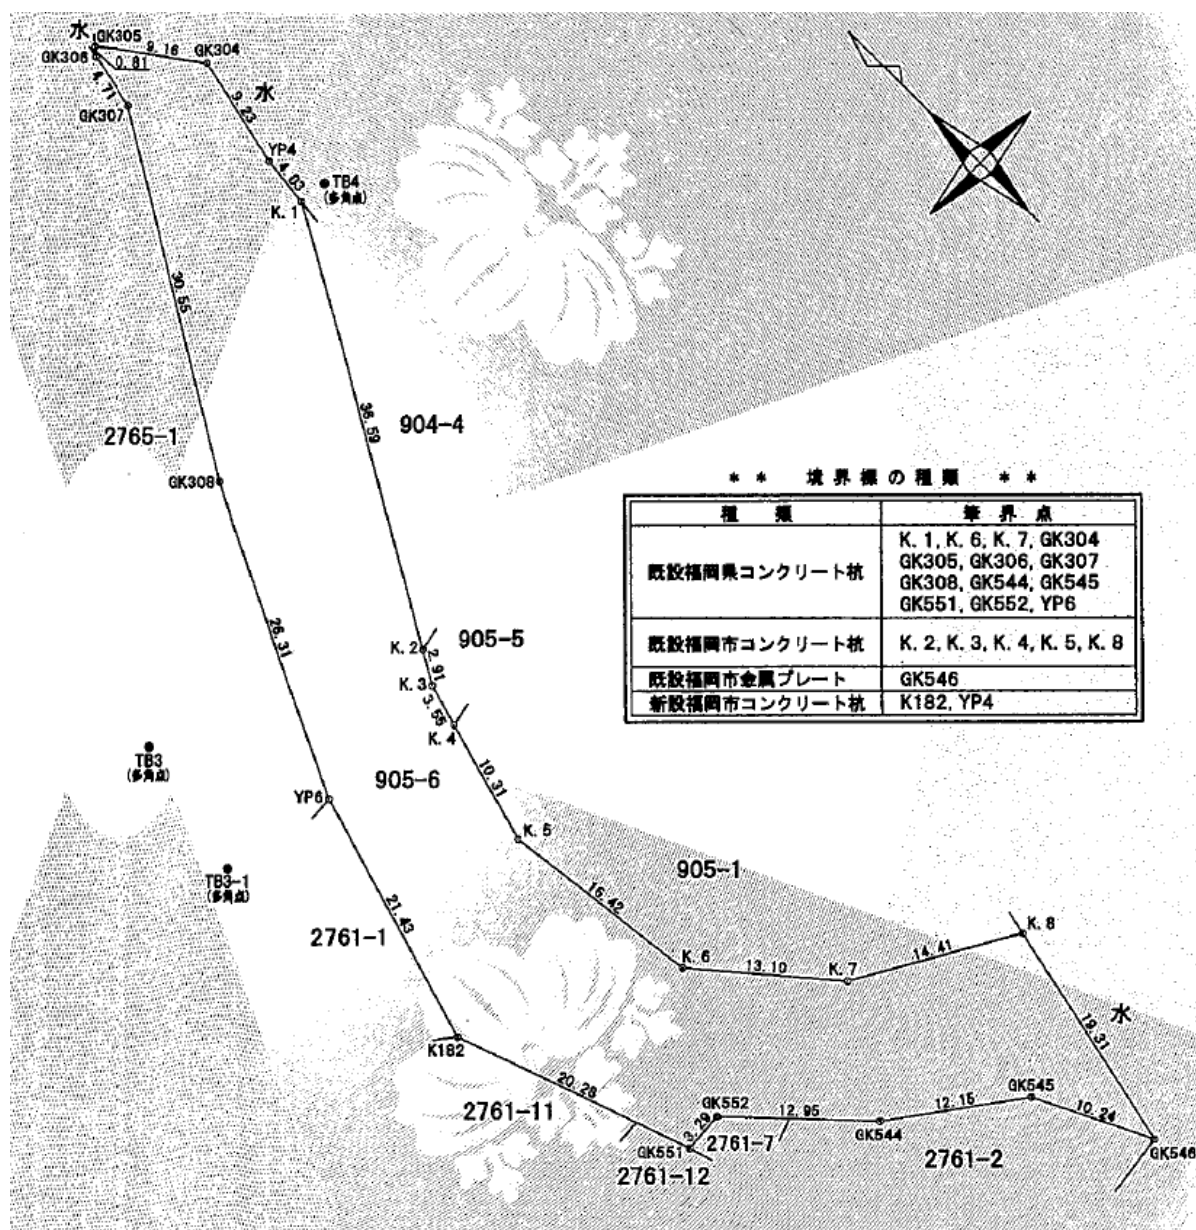 水
GK305
9.16
GK304
GK306
0.81
4.71
水
9.23
GK307
YP4
4.03
TB4
(多角点)
K.1
30.55
36.59
904-4
2765-1
GK308
** 境界標の種類 **
種 類 筆 界 点
既設福岡県コンクリート杭 K.1, K.6, K.7, GK304
GK305, GK306, GK307
GK308, GK544, GK545
GK551, GK552, YP6
既設福岡市コンクリート杭 K.2, K.3, K.4, K.5, K.8
既設福岡市金属プレート GK546
新設福岡市コンクリート杭 K182, YP4
26.31
K.2
905-5
2.91
K.3
3.55
K.4
TB3
(多角点)
905-6
10.31
YP6
K.5
TB3-1
(多角点)
905-1
16.42
21.43
2761-1
K.8
14.41
K.6
13.10
K.7
水
19.31
K182
20.28
GK545
2761-11
GK552
12.95
12.15
10.24
3.29
2761-7
GK544
GK551
2761-12
2761-2
GK546